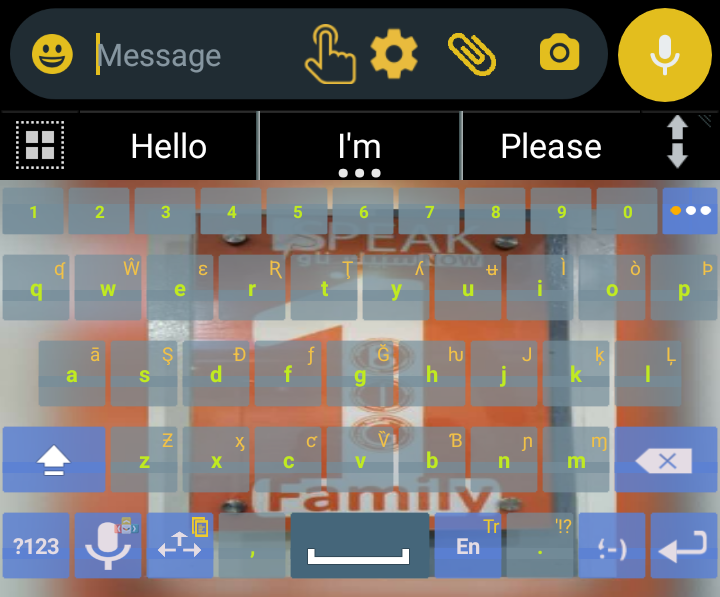 Message
Hello I'm Please
1 2 3 4 5 6 7 8 9 0
ɋ Ŵ ɛ Ʀ Ţ ʎ ʉ Ì ò Þ
q w e r t y u i o p
ā Ş Đ ƒ Ğ ƕ J ķ Ļ
a s d f g h j k l
Ƶ ƈ Ɓ ɲ ɱ
z x c v b n m
Tr '!?
?123 , En . :-)
SPEAK
Family